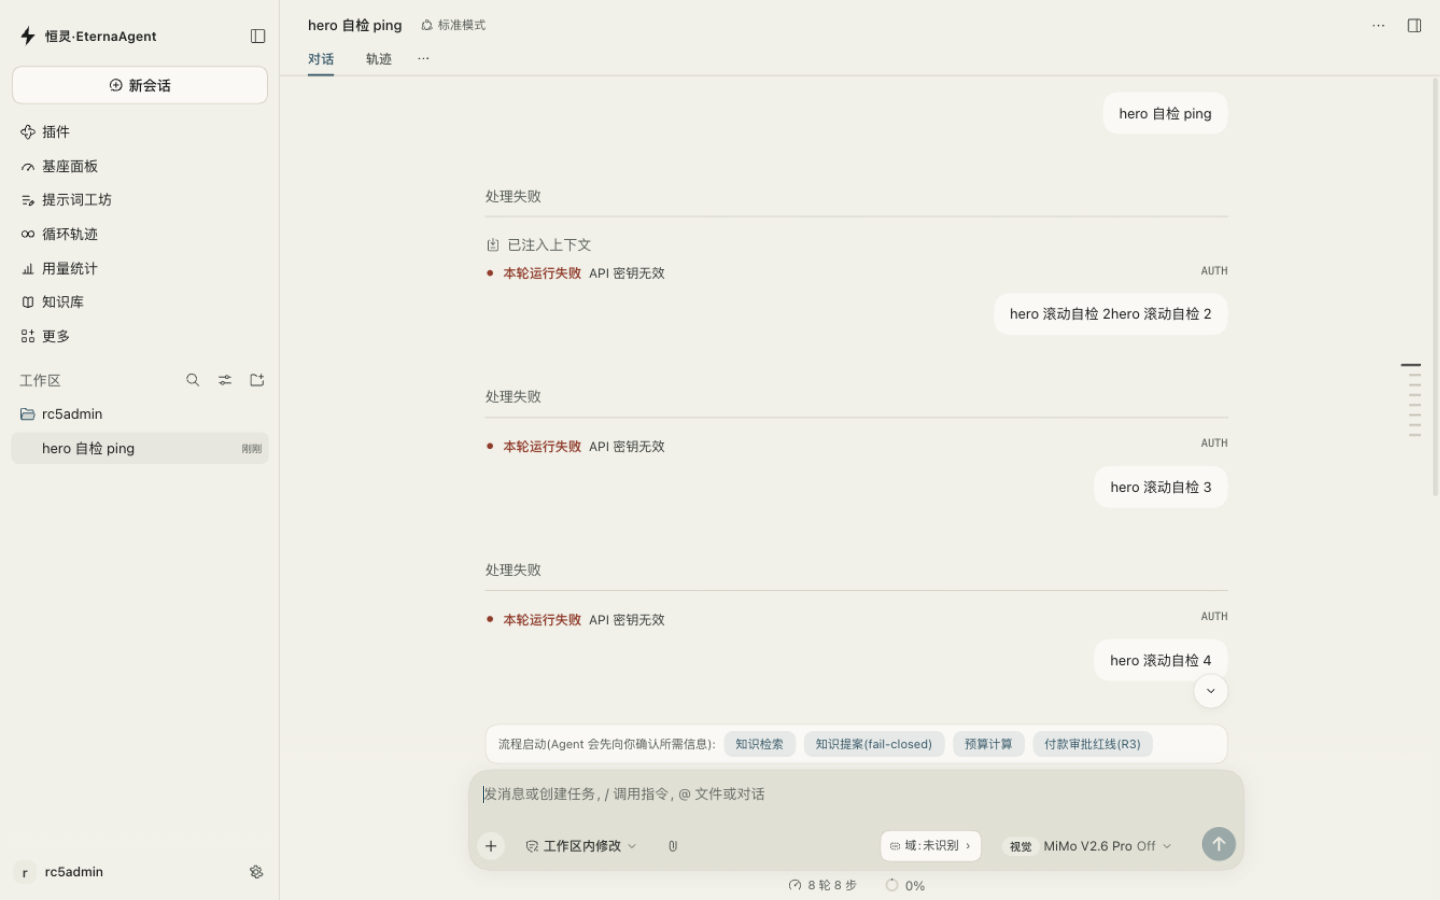 恒灵·EternaAgent
新会话
插件
基座面板
提示词工坊
循环轨迹
用量统计
知识库
更多
工作区
rc5admin
hero 自检 ping 刚刚
r rc5admin
hero 自检 ping 标准模式 ···
对话 轨迹 ···
hero 自检 ping
处理失败
已注入上下文
本轮运行失败 API 密钥无效 AUTH
hero 滚动自检 2hero 滚动自检 2
处理失败
本轮运行失败 API 密钥无效 AUTH
hero 滚动自检 3
处理失败
本轮运行失败 API 密钥无效 AUTH
hero 滚动自检 4
流程启动(Agent 会先向你确认所需信息): 知识检索 知识提案(fail-closed) 预算计算 付款审批红线(R3)
发消息或创建任务, / 调用指令, @ 文件或对话
工作区内修改 域:未识别 › 视觉 MiMo V2.6 Pro Off
8 轮 8 步 0%